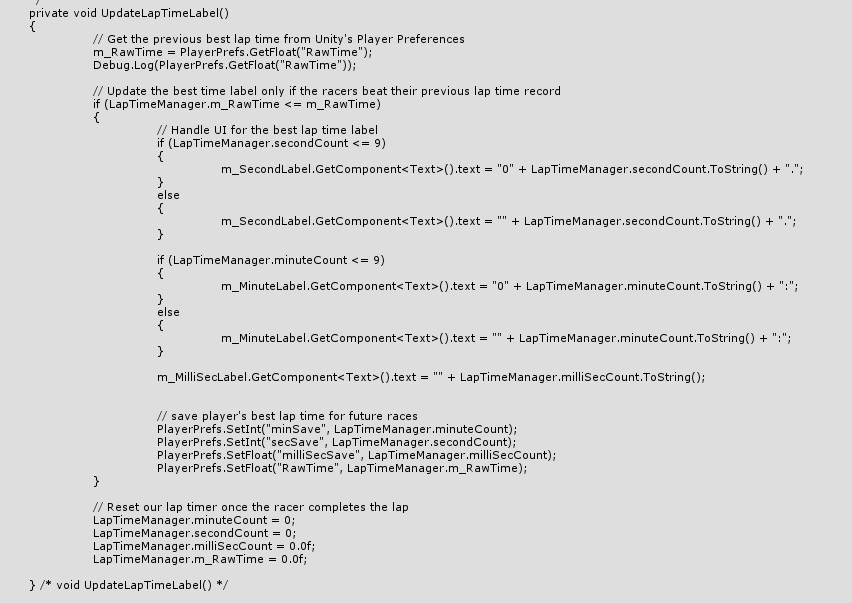 */
private void UpdateLapTimeLabel()
{
// Get the previous best lap time from Unity's Player Preferences
m_RawTime = PlayerPrefs.GetFloat("RawTime");
Debug.Log(PlayerPrefs.GetFloat("RawTime"));
// Update the best time label only if the racers beat their previous lap time record
if (LapTimeManager.m_RawTime <= m_RawTime)
{
// Handle UI for the best lap time label
if (LapTimeManager.secondCount <= 9)
{
m_SecondLabel.GetComponent<Text>().text = "0" + LapTimeManager.secondCount.ToString() + ".";
}
else
{
m_SecondLabel.GetComponent<Text>().text = "" + LapTimeManager.secondCount.ToString() + ".";
}
if (LapTimeManager.minuteCount <= 9)
{
m_MinuteLabel.GetComponent<Text>().text = "0" + LapTimeManager.minuteCount.ToString() + ":";
}
else
{
m_MinuteLabel.GetComponent<Text>().text = "" + LapTimeManager.minuteCount.ToString() + ":";
}
m_MilliSecLabel.GetComponent<Text>().text = "" + LapTimeManager.milliSecCount.ToString();
// save player's best lap time for future races
PlayerPrefs.SetInt("minSave", LapTimeManager.minuteCount);
PlayerPrefs.SetInt("secSave", LapTimeManager.secondCount);
PlayerPrefs.SetFloat("milliSecSave", LapTimeManager.milliSecCount);
PlayerPrefs.SetFloat("RawTime", LapTimeManager.m_RawTime);
}
// Reset our lap timer once the racer completes the lap
LapTimeManager.minuteCount = 0;
LapTimeManager.secondCount = 0;
LapTimeManager.milliSecCount = 0.0f;
LapTimeManager.m_RawTime = 0.0f;
} /* void UpdateLapTimeLabel() */